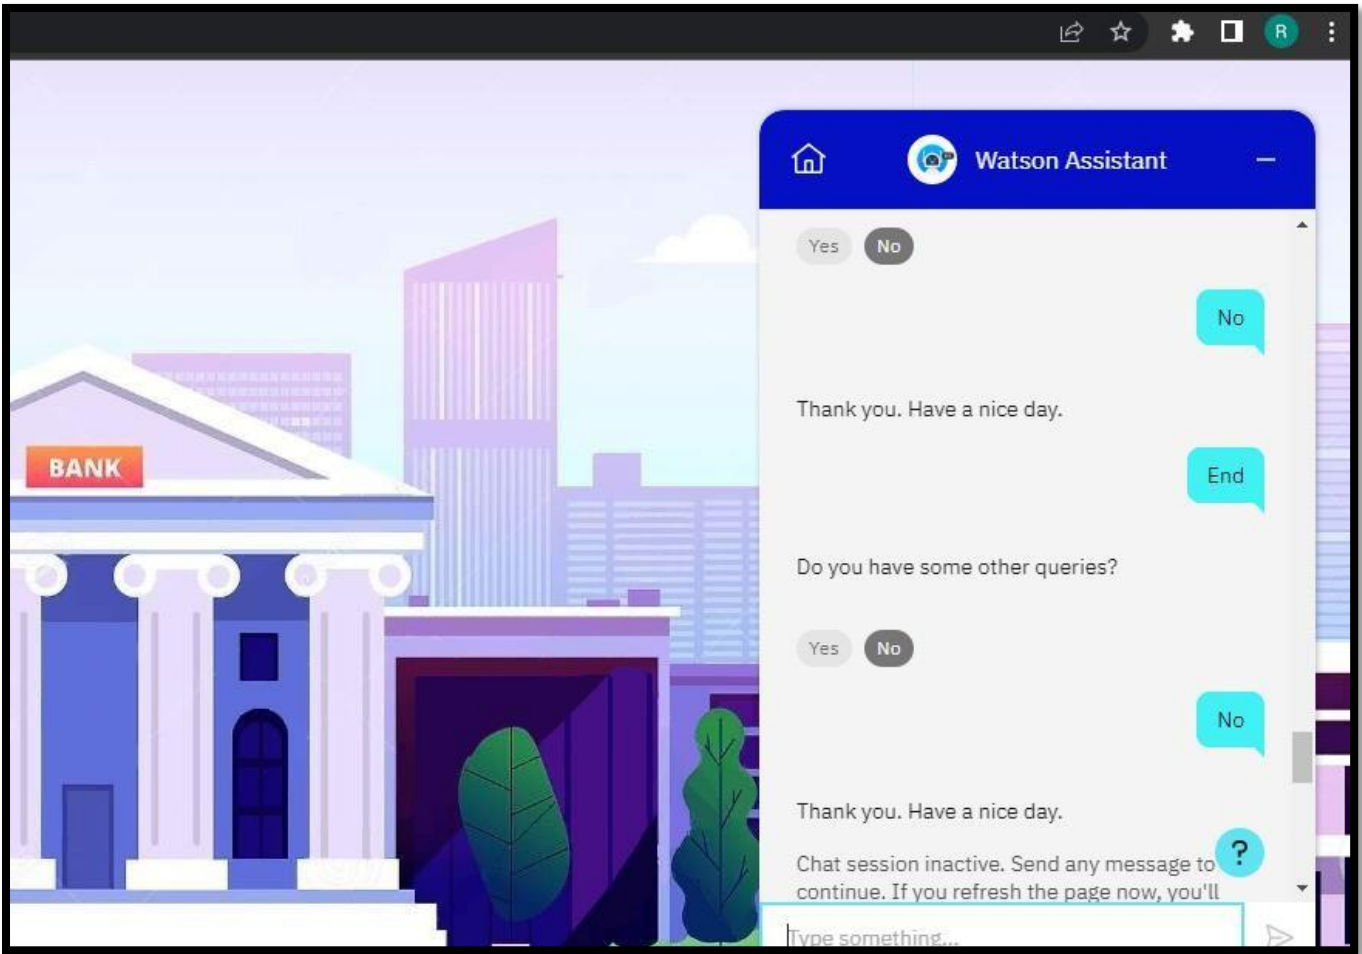 R
Watson Assistant
Yes No
No
Thank you. Have a nice day.
BANK
End
Do you have some other queries?
Yes No
No
Thank you. Have a nice day.
?
Chat session inactive. Send any message to
continue. If you refresh the page now, you'll
Type something...